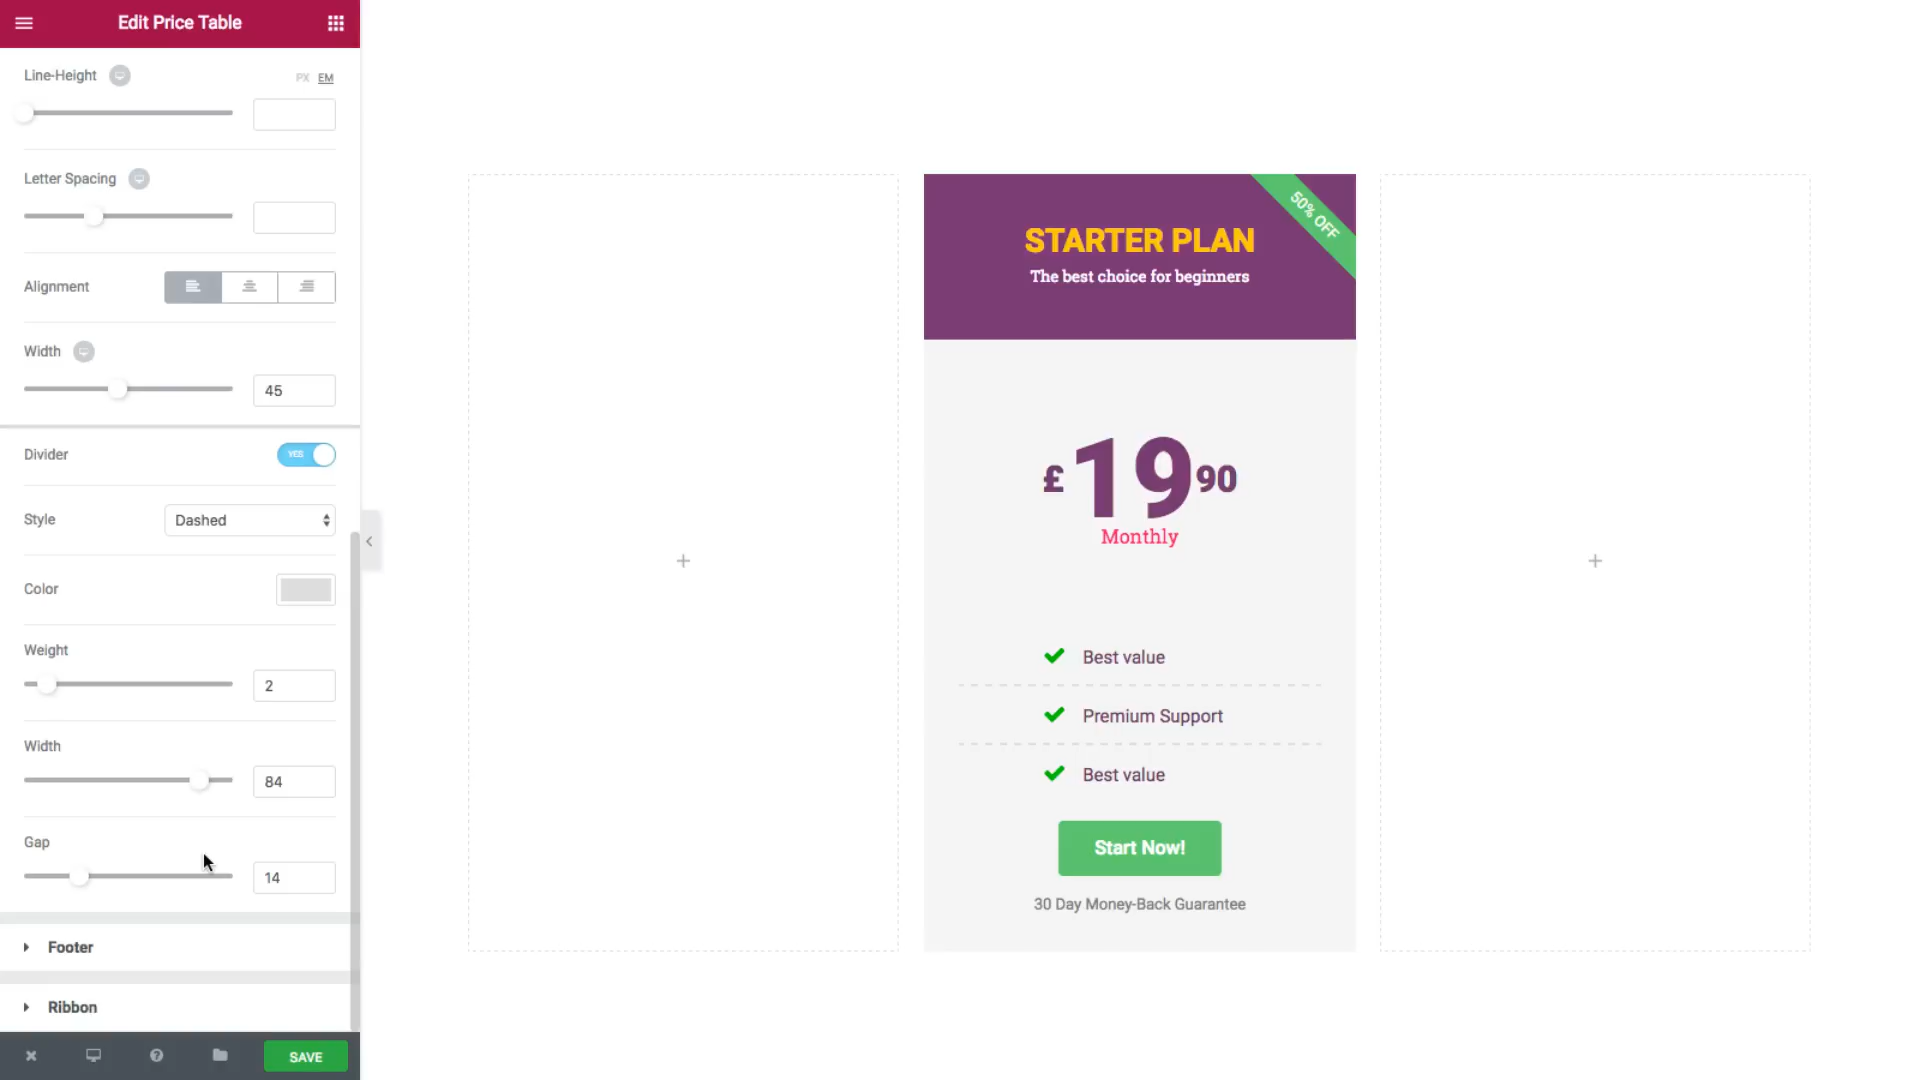 Edit Price Table
Line-Height
PX EM
Letter Spacing
Alignment
Width
45
Divider
YES
Style
Dashed
Color
Weight
2
Width
84
Gap
14
Footer
Ribbon
SAVE
50% OFF
STARTER PLAN
The best choice for beginners
£1990
Monthly
Best value
Premium Support
Best value
Start Now!
30 Day Money-Back Guarantee